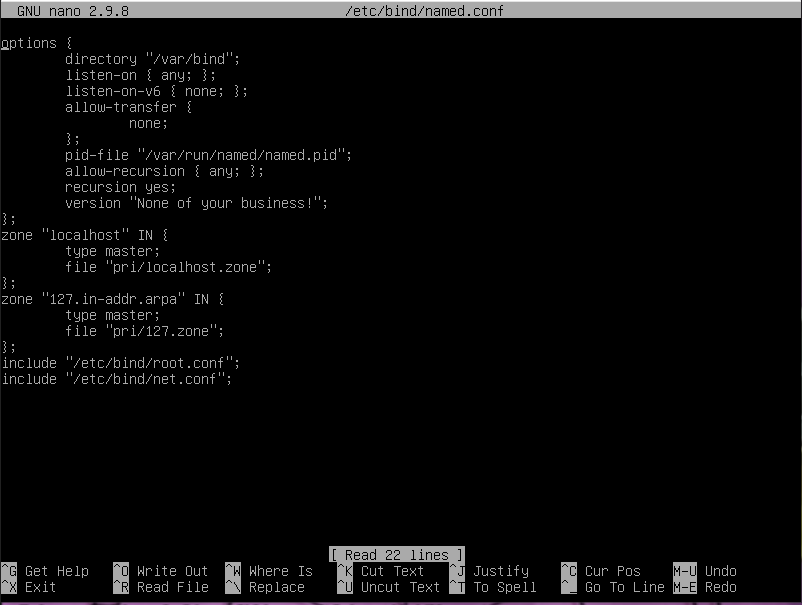 GNU nano 2.9.8 /etc/bind/named.conf
options {
directory "/var/bind";
listen-on { any; };
listen-on-v6 { none; };
allow-transfer {
none;
};
pid-file "/var/run/named/named.pid";
allow-recursion { any; };
recursion yes;
version "None of your business!";
};
zone "localhost" IN {
type master;
file "pri/localhost.zone";
};
zone "127.in-addr.arpa" IN {
type master;
file "pri/127.zone";
};
include "/etc/bind/root.conf";
include "/etc/bind/net.conf";
[ Read 22 lines ]
^G Get Help ^O Write Out ^W Where Is ^K Cut Text ^J Justify ^C Cur Pos M-U Undo
^X Exit ^R Read File ^\ Replace ^U Uncut Text ^T To Spell ^_ Go To Line M-E Redo